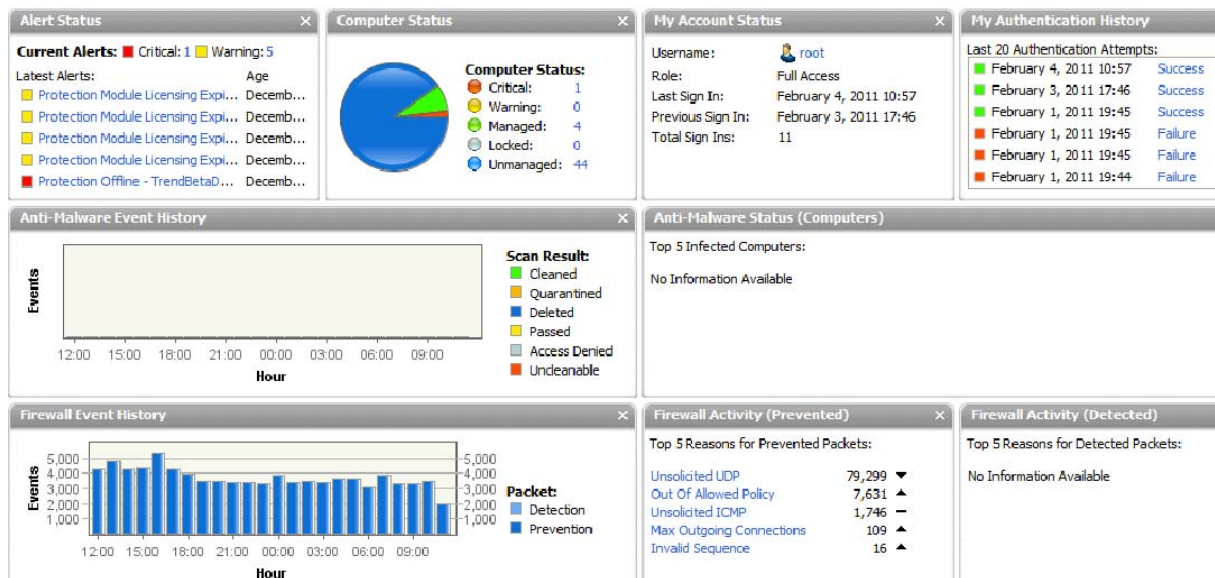 Alert Status X
Current Alerts: Critical: 1 Warning: 5
Latest Alerts: Age
Protection Module Licensing Expi... Decemb...
Protection Module Licensing Expi... Decemb...
Protection Module Licensing Expi... Decemb...
Protection Module Licensing Expi... Decemb...
Protection Offline - TrendBetaD... Decemb...
Computer Status X
Computer Status:
Critical: 1
Warning: 0
Managed: 4
Locked: 0
Unmanaged: 44
My Account Status X
Username: root
Role: Full Access
Last Sign In: February 4, 2011 10:57
Previous Sign In: February 3, 2011 17:46
Total Sign Ins: 11
My Authentication History
Last 20 Authentication Attempts:
February 4, 2011 10:57 Success
February 3, 2011 17:46 Success
February 1, 2011 19:45 Success
February 1, 2011 19:45 Failure
February 1, 2011 19:45 Failure
February 1, 2011 19:44 Failure
Anti-Malware Event History X
Events
12:00 15:00 18:00 21:00 00:00 03:00 06:00 09:00
Hour
Scan Result:
Cleaned
Quarantined
Deleted
Passed
Access Denied
Uncleanable
Anti-Malware Status (Computers)
Top 5 Infected Computers:
No Information Available
Firewall Event History X
Events
5,000 5,000
4,000 4,000
3,000 3,000
2,000 2,000
1,000 1,000
12:00 15:00 18:00 21:00 00:00 03:00 06:00 09:00
Hour
Packet:
Detection
Prevention
Firewall Activity (Prevented) X
Top 5 Reasons for Prevented Packets:
Unsolicited UDP 79,299
Out Of Allowed Policy 7,631
Unsolicited ICMP 1,746
Max Outgoing Connections 109
Invalid Sequence 16
Firewall Activity (Detected)
Top 5 Reasons for Detected Packets:
No Information Available